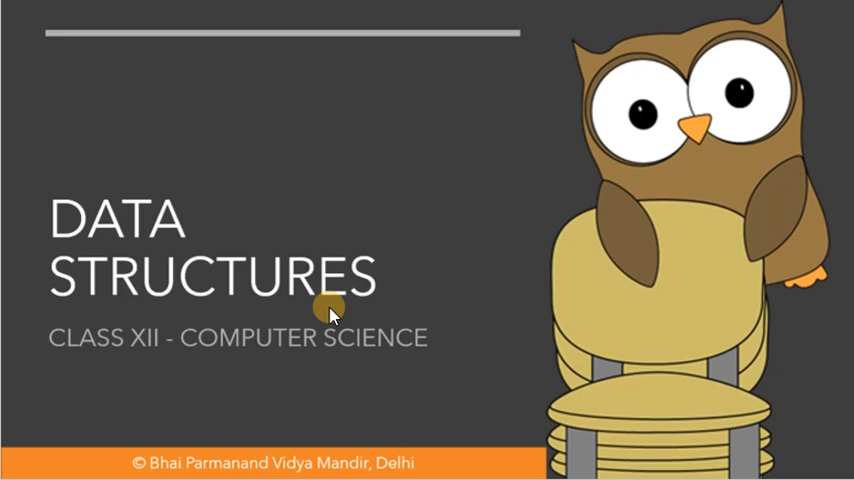 DATA
STRUCTURES
CLASS XII - COMPUTER SCIENCE
© Bhai Parmanand Vidya Mandir, Delhi